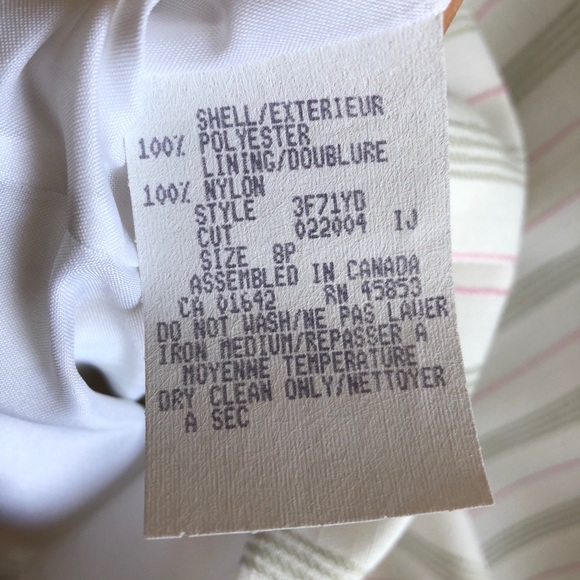 SHELL/EXTERIEUR
100% POLYESTER
LINING/DOUBLURE
100% NYLON
STYLE 3F71YD
CUT 022004 IJ
SIZE 8P
ASSEMBLED IN CANADA
CA 01642 RN 45853
DO NOT WASH/NE PAS LAVER
IRON MEDIUM/REPASSER A
MOYENNE TEMPERATURE
DRY CLEAN ONLY/NETTOYER
A SEC